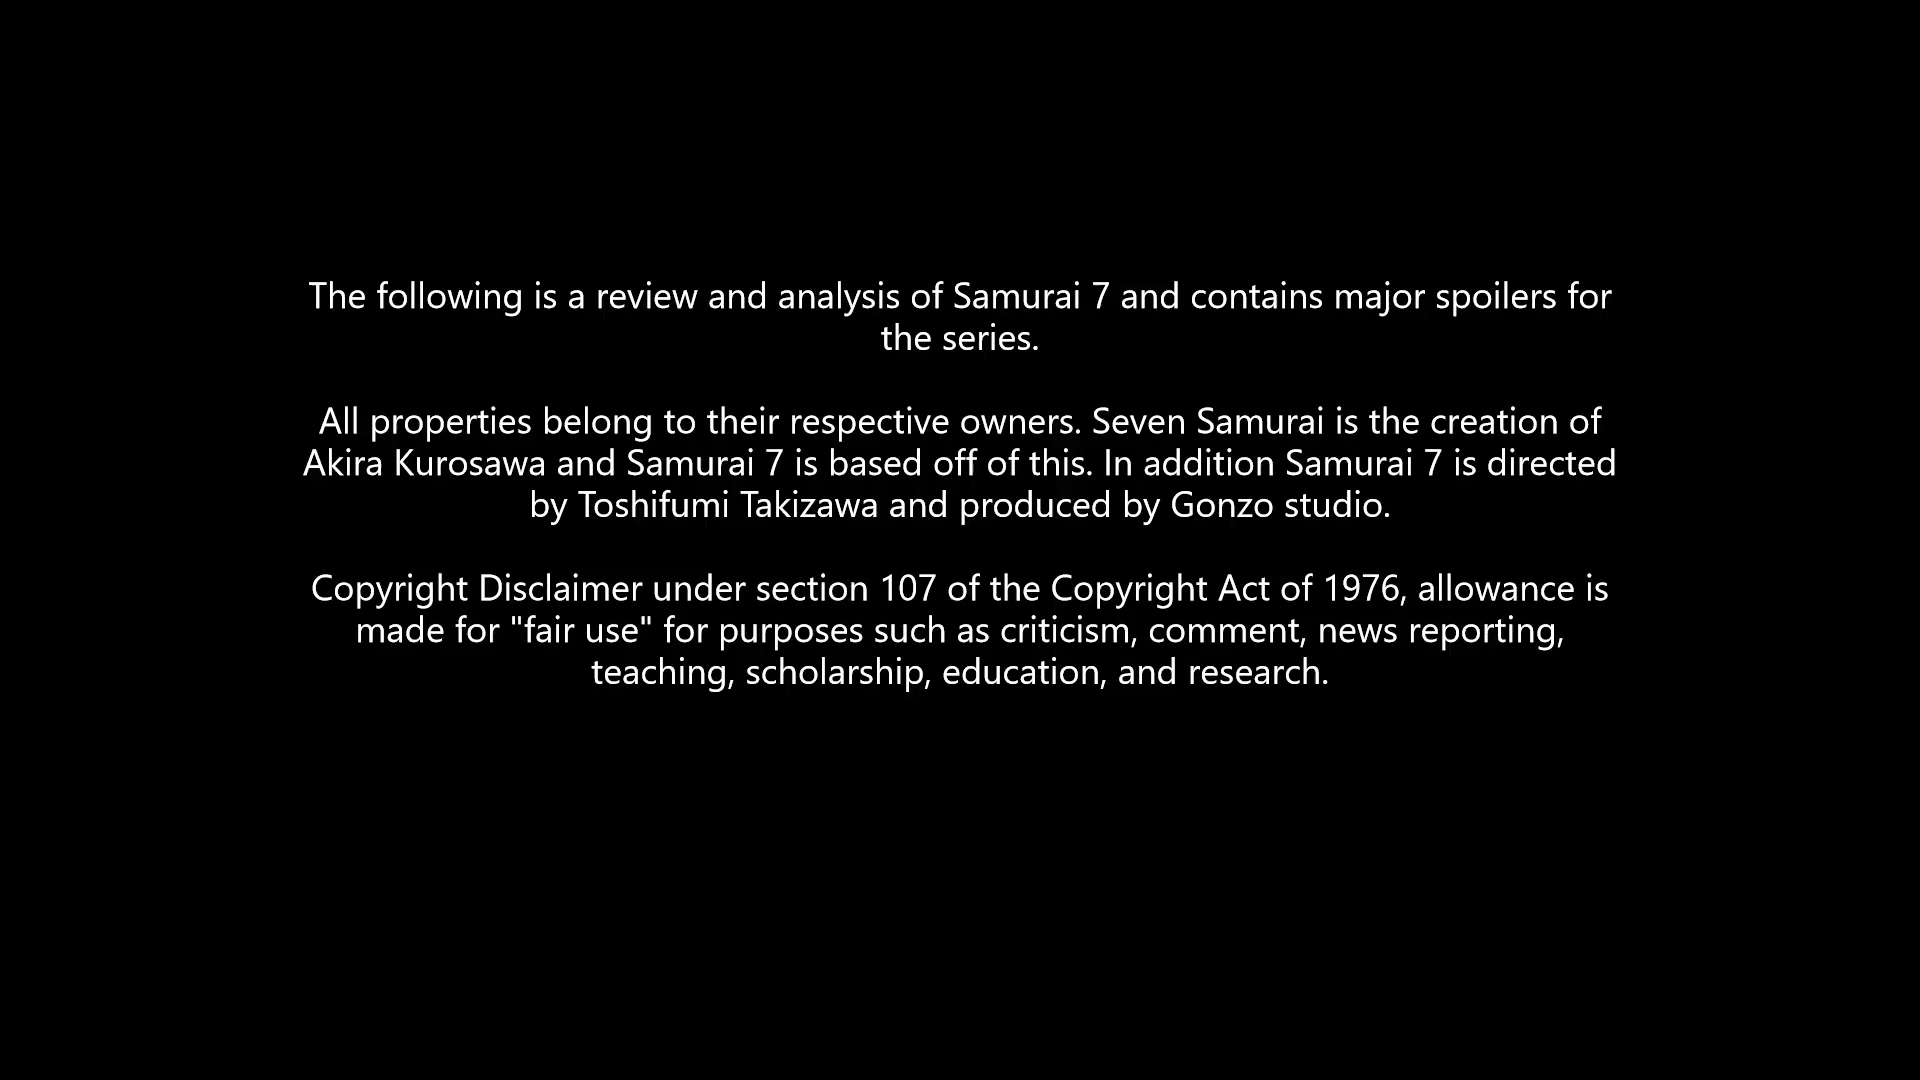 The following is a review and analysis of Samurai 7 and contains major spoilers for
the series.
All properties belong to their respective owners. Seven Samurai is the creation of
Akira Kurosawa and Samurai 7 is based off of this. In addition Samurai 7 is directed
by Toshifumi Takizawa and produced by Gonzo studio.
Copyright Disclaimer under section 107 of the Copyright Act of 1976, allowance is
made for "fair use" for purposes such as criticism, comment, news reporting,
teaching, scholarship, education, and research.